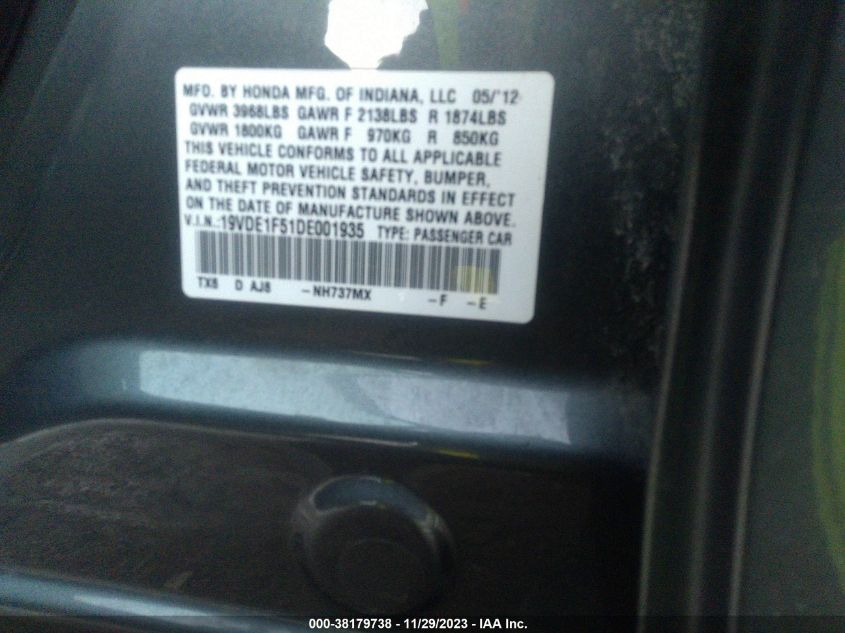 MFD. BY HONDA MFG. OF INDIANA, LLC 05/'12
GVWR 3968LBS GAWR F 2138LBS R 1874LBS
GVWR 1800KG GAWR F 970KG R 850KG
THIS VEHICLE CONFORMS TO ALL APPLICABLE
FEDERAL MOTOR VEHICLE SAFETY, BUMPER,
AND THEFT PREVENTION STANDARDS IN EFFECT
ON THE DATE OF MANUFACTURE SHOWN ABOVE.
V.I.N.:19VDE1F51DE001935 TYPE: PASSENGER CAR
TX6 D AJ8 -NH737MX -F -E
000-38179738 - 11/29/2023 - IAA Inc.